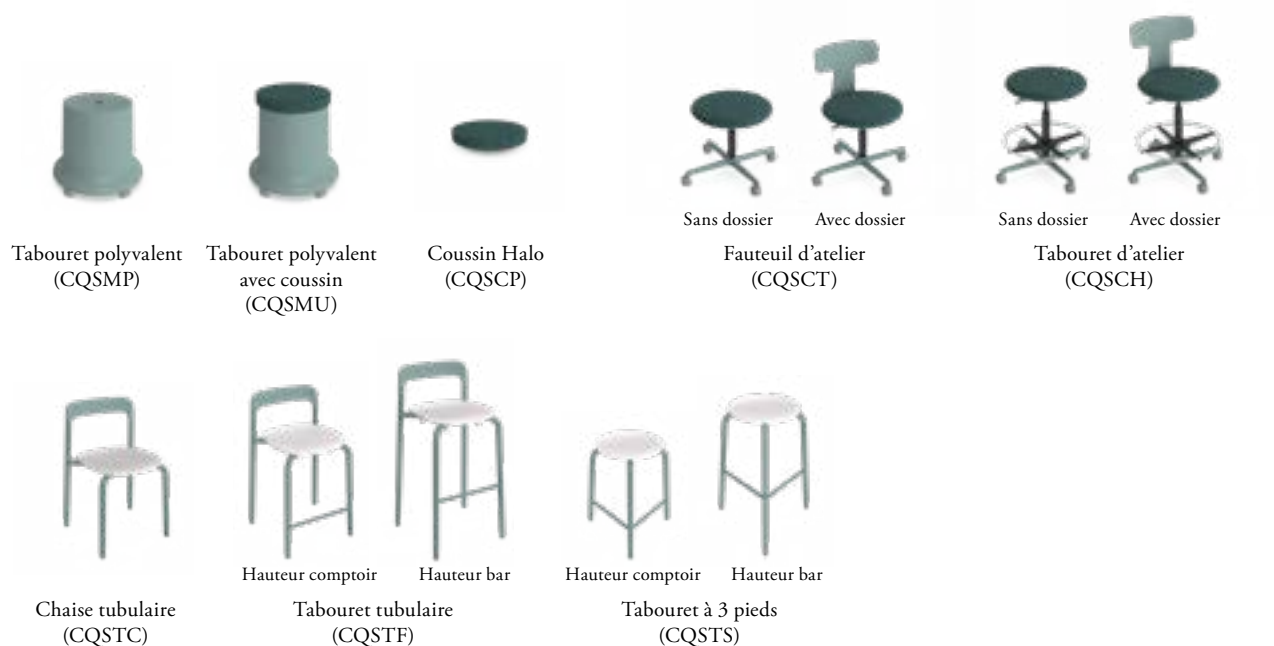 Sans dossier
Avec dossier
Sans dossier
Avec dossier
Tabouret polyvalent
(CQSMP)
Tabouret polyvalent
avec coussin
(CQSMU)
Coussin Halo
(CQSCP)
Fauteuil d’atelier
(CQSCT)
Tabouret d’atelier
(CQSCH)
Hauteur comptoir
Hauteur bar
Hauteur comptoir
Hauteur bar
Chaise tubulaire
(CQSTC)
Tabouret tubulaire
(CQSTF)
Tabouret à 3 pieds
(CQSTS)